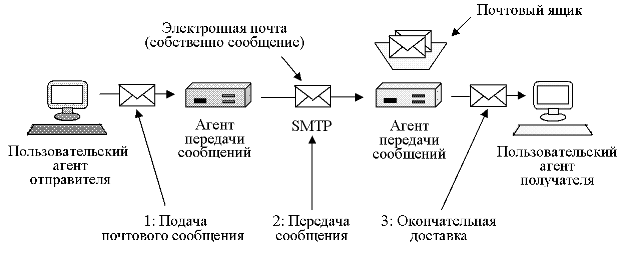 Почтовый ящик
Электронная почта
(собственно сообщение)
Пользовательский
агент
отправителя
Агент
передачи
сообщений
SMTP
Агент
передачи
сообщений
Пользовательский
агент
получателя
1: Подача
почтового сообщения
2: Передача
сообщения
3: Окончательная
доставка